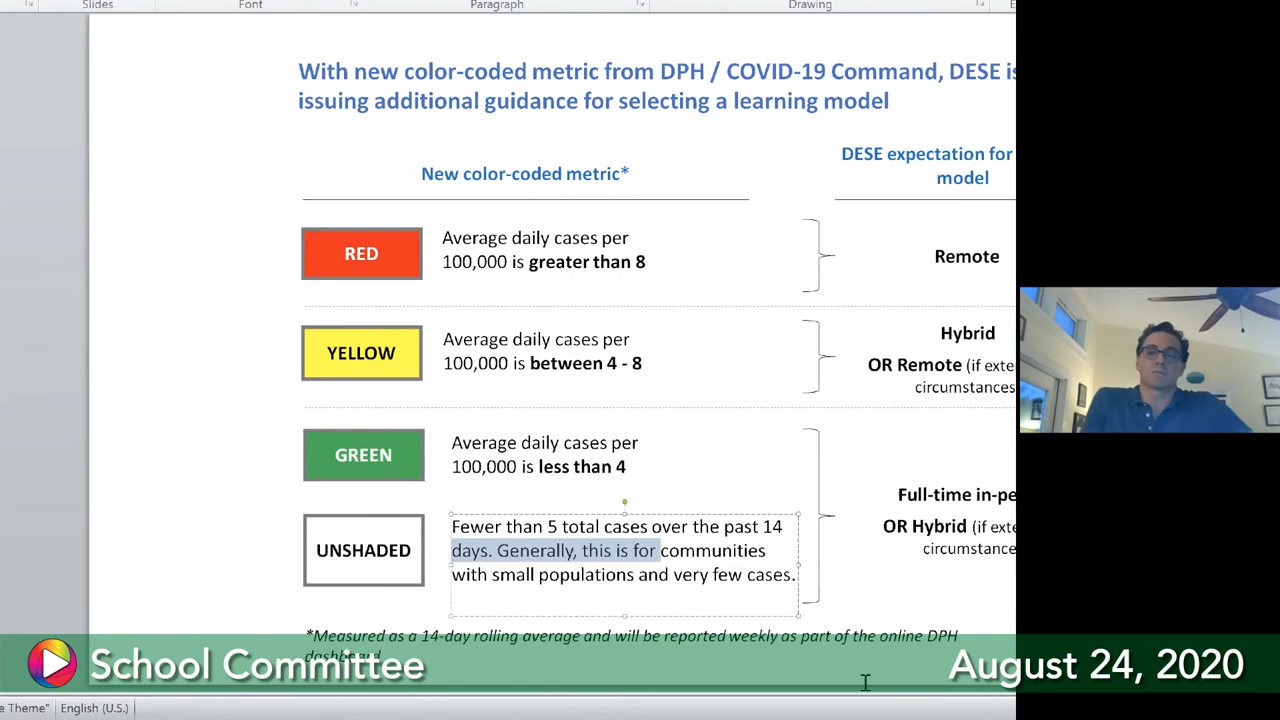 Slides Font Paragraph Drawing
With new color-coded metric from DPH / COVID-19 Command, DESE is
issuing additional guidance for selecting a learning model
New color-coded metric*
DESE expectation for
model
RED
Average daily cases per
100,000 is greater than 8
Remote
YELLOW
Average daily cases per
100,000 is between 4 - 8
Hybrid
OR Remote (if exte
circumstances
GREEN
Average daily cases per
100,000 is less than 4
UNSHADED
Fewer than 5 total cases over the past 14
days. Generally, this is for communities
with small populations and very few cases.
Full-time in-pe
OR Hybrid (if exte
circumstances
*Measured as a 14-day rolling average and will be reported weekly as part of the online DPH
dashboard
School Committee
August 24, 2020
e Theme" English (U.S.)